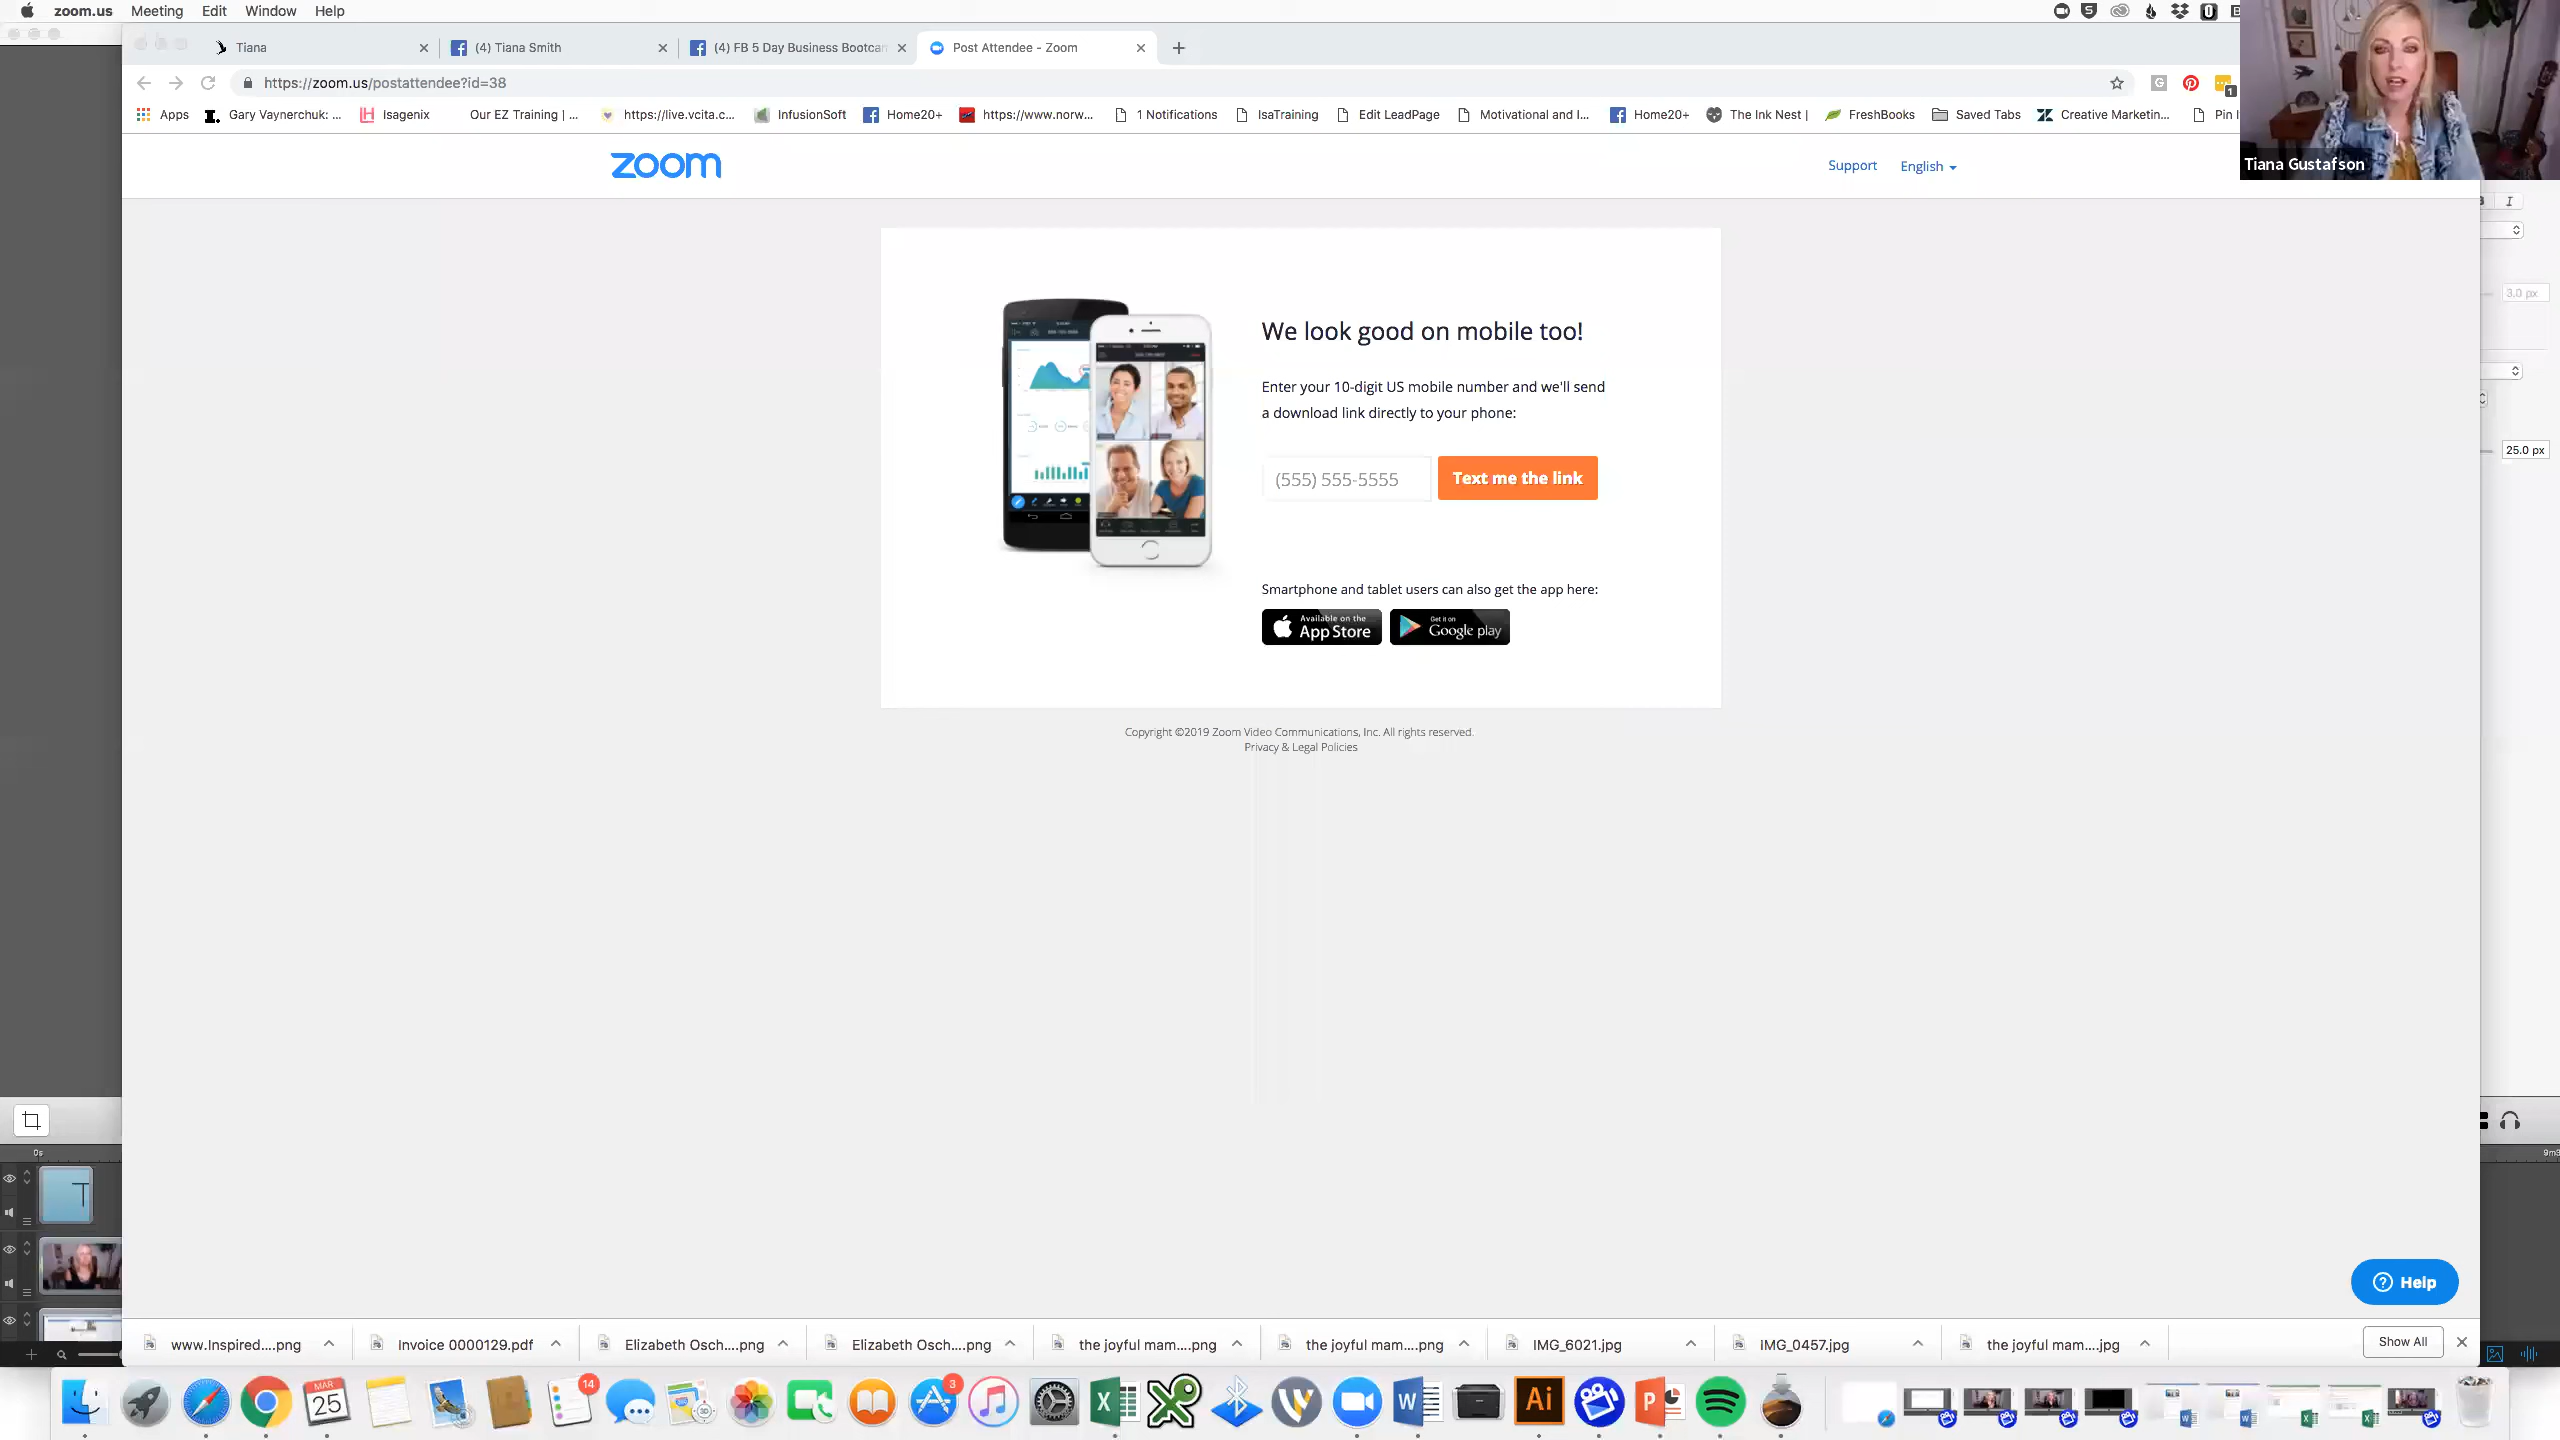 zoom.us Meeting Edit Window Help
Tiana
(4) Tiana Smith
(4) FB 5 Day Business Bootcam
Post Attendee - Zoom
https://zoom.us/postattendee?id=38
1
Apps
Gary Vaynerchuk: ...
Isagenix
Our EZ Training | ...
https://live.vcita.c...
InfusionSoft
Home20+
https://www.norw...
1 Notifications
IsaTraining
Edit LeadPage
Motivational and I...
Home20+
The Ink Nest |
FreshBooks
Saved Tabs
Creative Marketin...
Pin I
Tiana Gustafson
zoom
Support
English
I
3.0 px
25.0 px
We look good on mobile too!
Enter your 10-digit US mobile number and we'll send
a download link directly to your phone:
(555) 555-5555
Text me the link
Smartphone and tablet users can also get the app here:
Available on the
App Store
Get it on
Google play
Copyright ©2019 Zoom Video Communications, Inc. All rights reserved.
Privacy & Legal Policies
0s
9m3
T
Help
www.Inspired....png
Invoice 0000129.pdf
Elizabeth Osch....png
Elizabeth Osch....png
the joyful mam....png
the joyful mam....png
IMG_6021.jpg
IMG_0457.jpg
the joyful mam....jpg
Show All
MAR
25
14
3
Ai